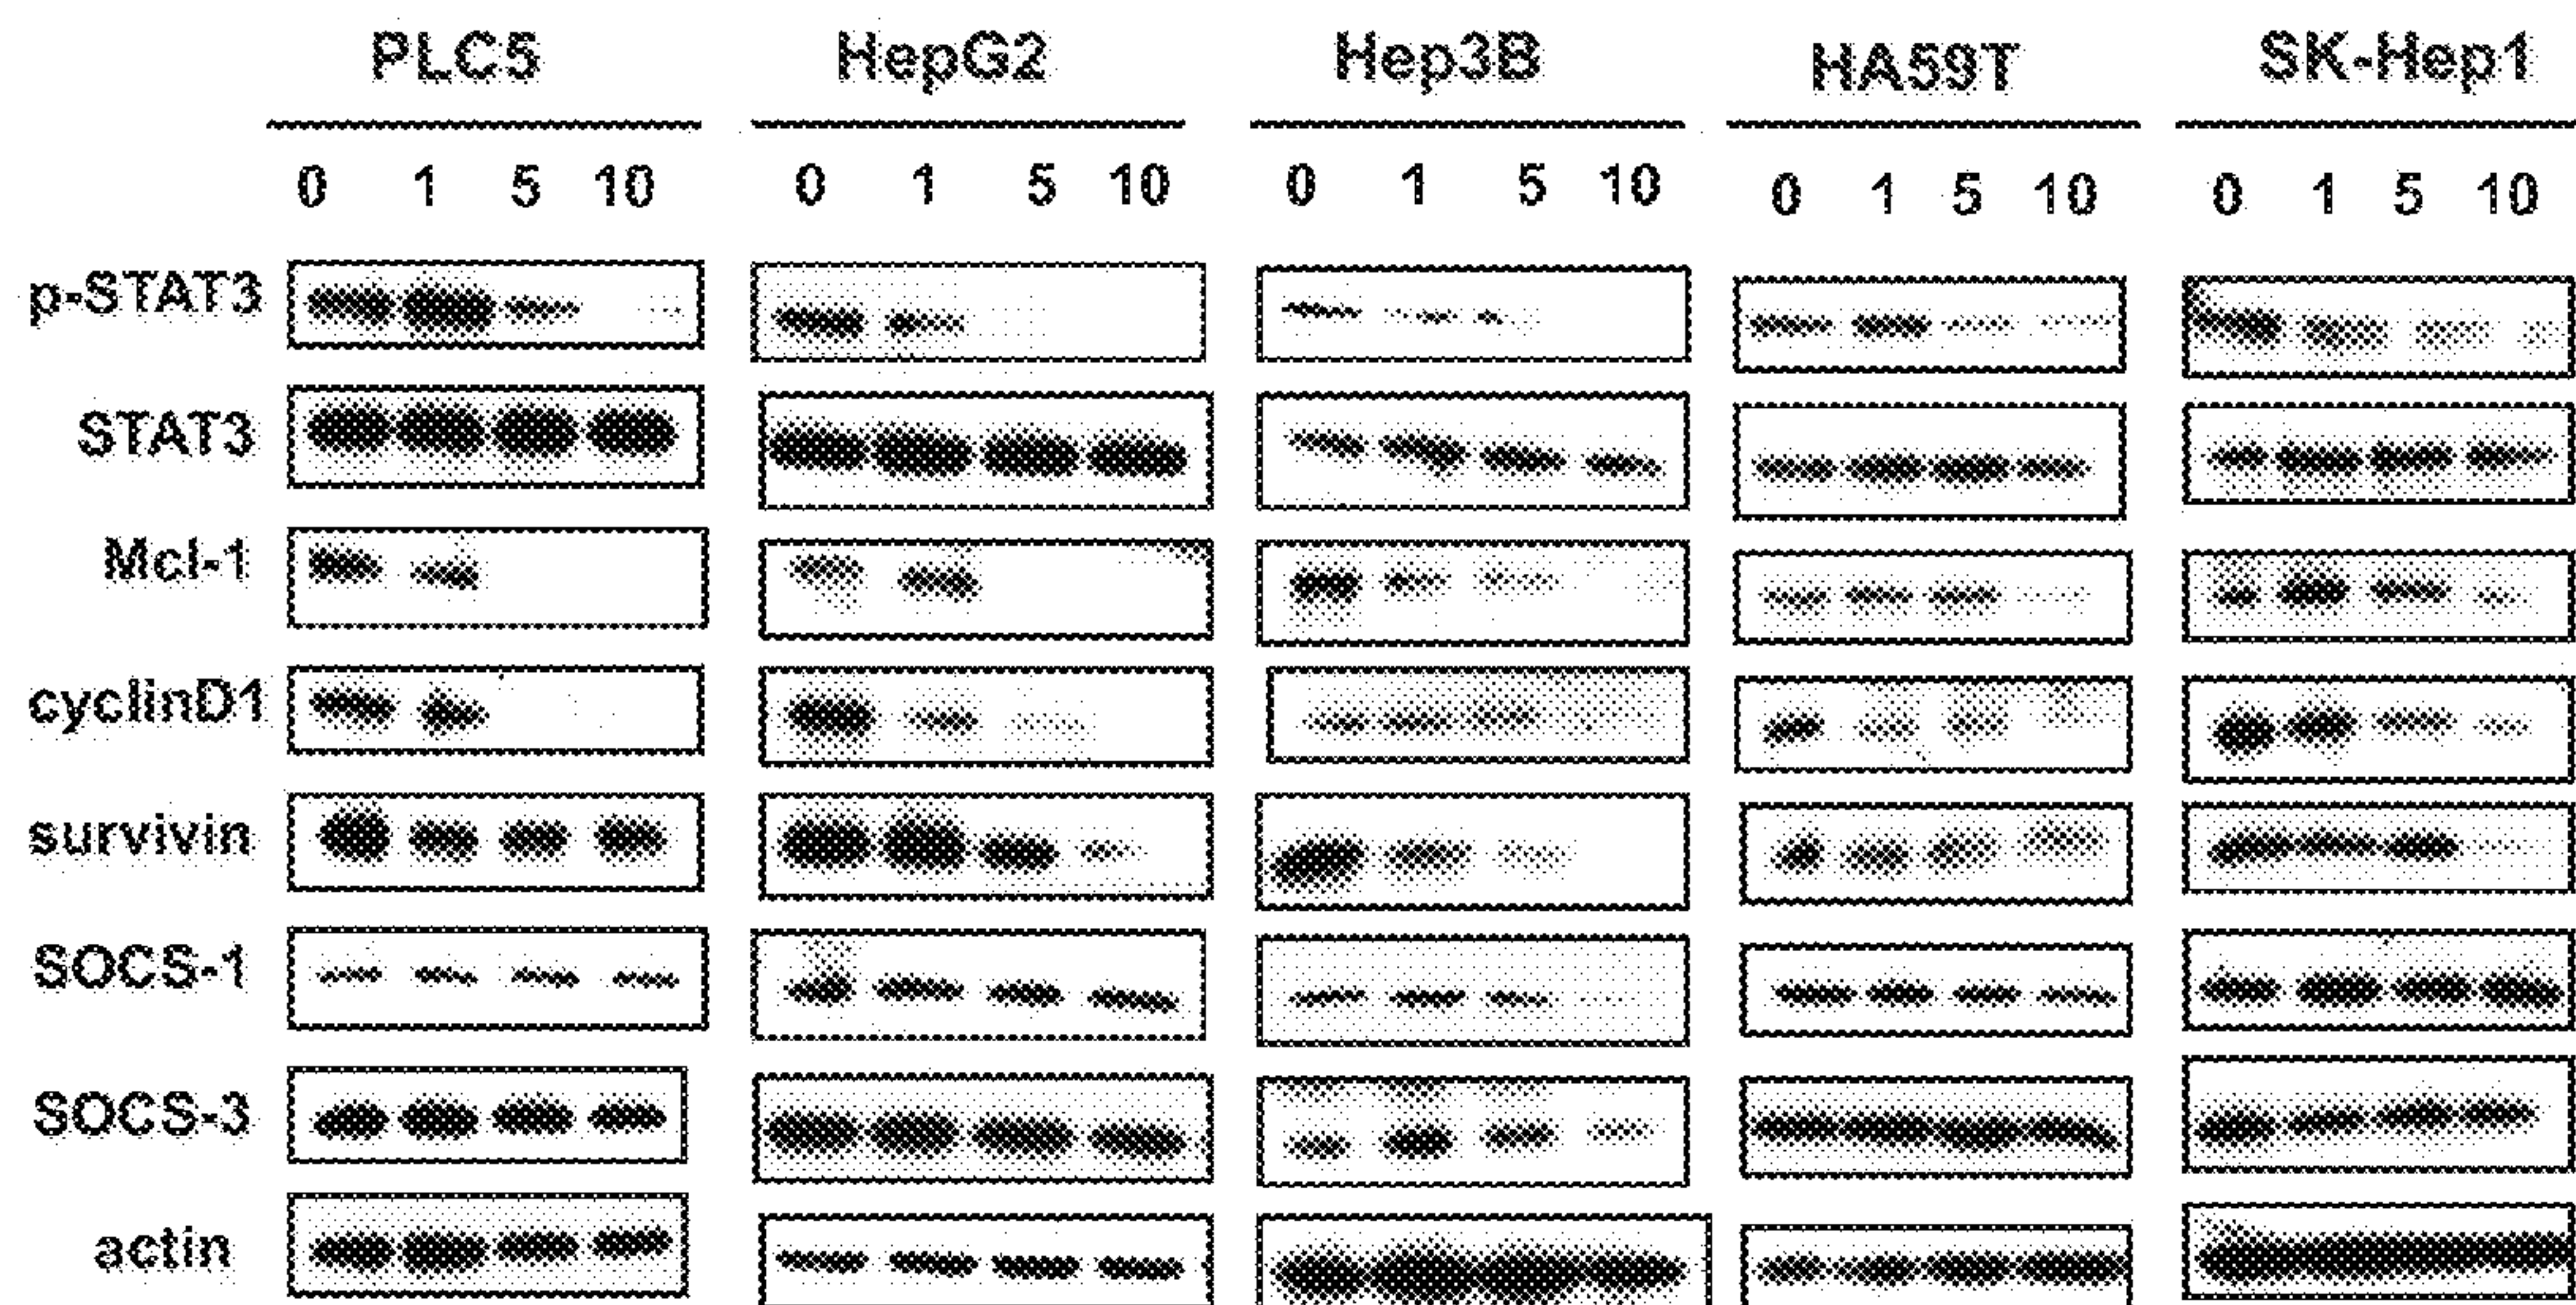 PLC5 HepG2 Hep3B HA59T SK-Hep1
0 1 5 10 0 1 5 10 0 1 5 10 0 1 5 10 0 1 5 10
p-STAT3
STAT3
Mcl-1
cyclinD1
survivin
SOCS-1
SOCS-3
actin